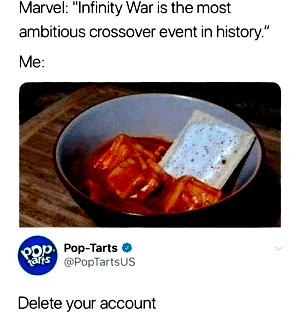 Marvel: "Infinity War is the most
ambitious crossover event in history."
Me:
POP.
tarts
Pop-Tarts
@PopTartsUS
Delete your account